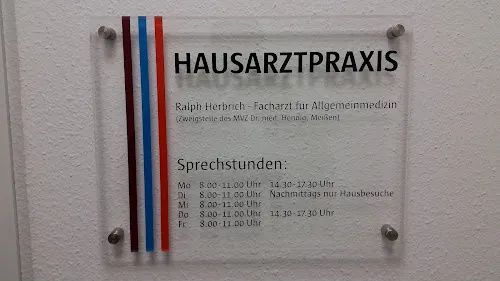 HAUSARZTPRAXIS
Ralph Herbrich - Facharzt für Allgemeinmedizin
(Zweigstelle des MVZ Dr. med. Hennig, Meißen)
Sprechstunden:
Mo 8.00-11.00 Uhr 14.30-17.30 Uhr
Di 8.00-11.00 Uhr Nachmittags nur Hausbesuche
Mi 8.00-11.00 Uhr
Do 8.00-11.00 Uhr 14.30-17.30 Uhr
Fr 8.00-11.00 Uhr